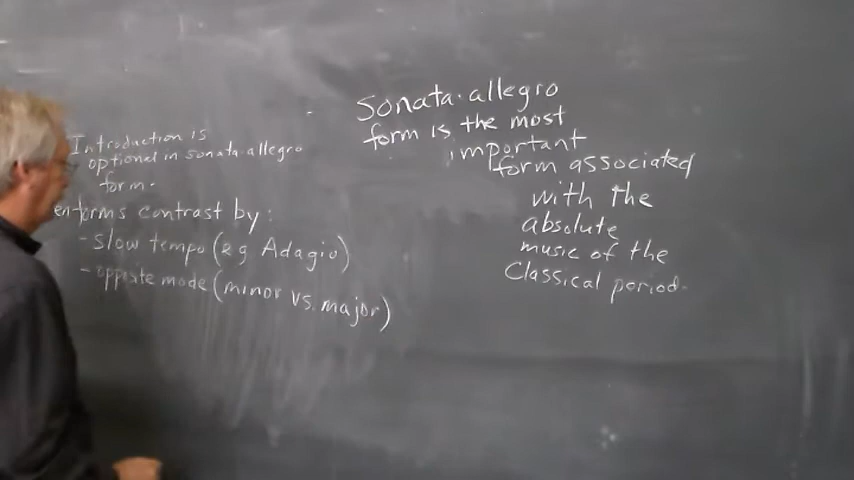 Introduction is
optional in sonata-allegro
form.
contrast by:
- slow tempo (eg Adagio)
- opposite mode (minor vs. major)
Sonata-allegro
form is the most
important
form associated
with the
absolute
music of the
Classical period.